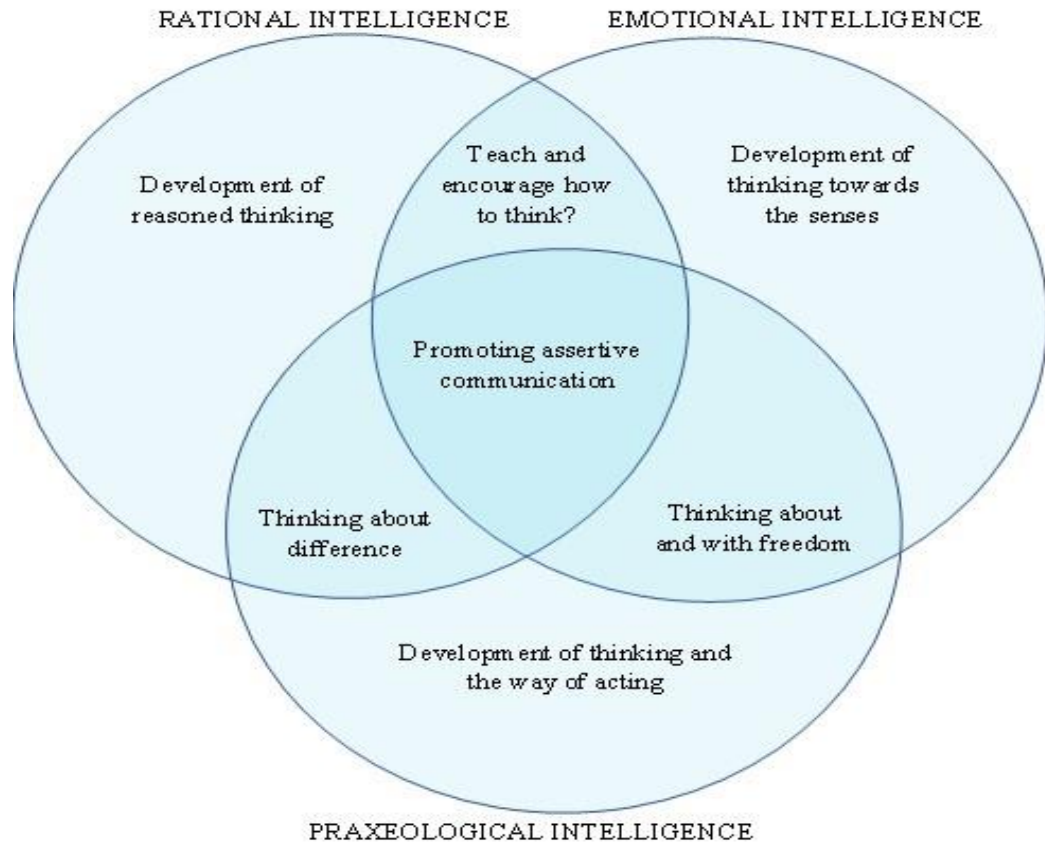 RATIONAL INTELLIGENCE
EMOTIONAL INTELLIGENCE
Teach and
encourage how
to think?
Development of
thinking towards
the senses
Development of
reasoned thinking
Promoting assertive
communication
Thinking about
difference
Thinking about
and with freedom
Development of thinking and
the way of acting
PRAXEOLOGICAL INTELLIGENCE